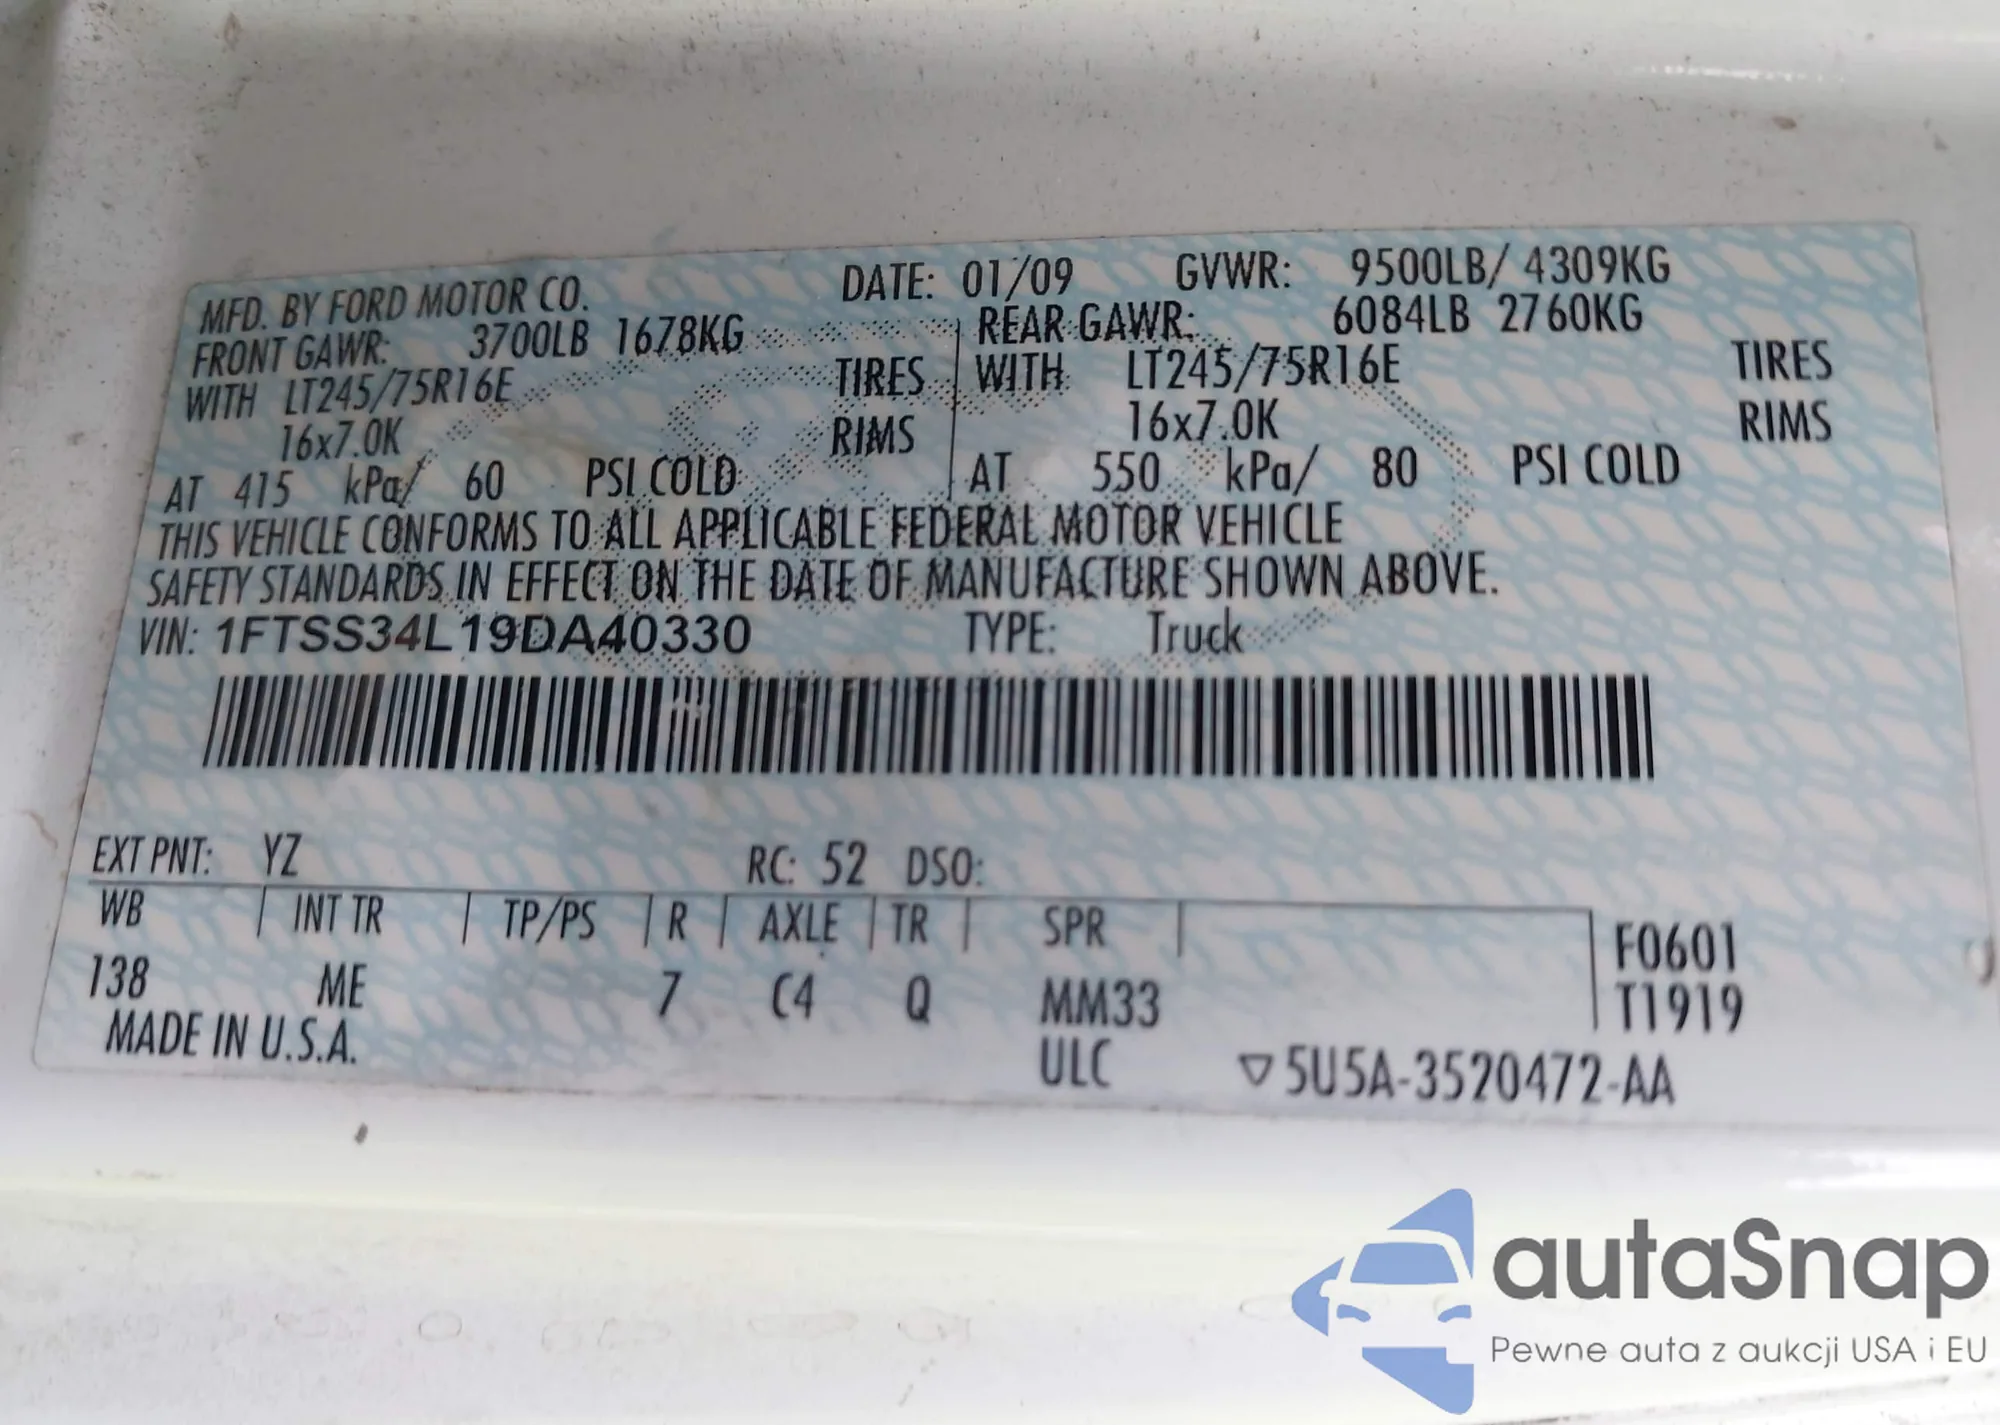 MFD. BY FORD MOTOR CO. DATE: 01/09 GVWR: 9500LB/ 4309KG
FRONT GAWR: 3700LB 1678KG REAR GAWR: 6084LB 2760KG
WITH LT245/75R16E TIRES WITH LT245/75R16E TIRES
16x7.0K RIMS 16x7.0K RIMS
AT 415 kPa/ 60 PSI COLD AT 550 kPa/ 80 PSI COLD
THIS VEHICLE CONFORMS TO ALL APPLICABLE FEDERAL MOTOR VEHICLE
SAFETY STANDARDS IN EFFECT ON THE DATE OF MANUFACTURE SHOWN ABOVE.
VIN: 1FTSS34L19DA40330 TYPE: Truck
EXT PNT: YZ RC: 52 DSO:
WB INT TR TP/PS R AXLE TR SPR F0601
138 ME 7 C4 Q MM33 T1919
MADE IN U.S.A. ULC ▽5U5A-3520472-AA
autaSnap
Pewne auta z aukcji USA i EU